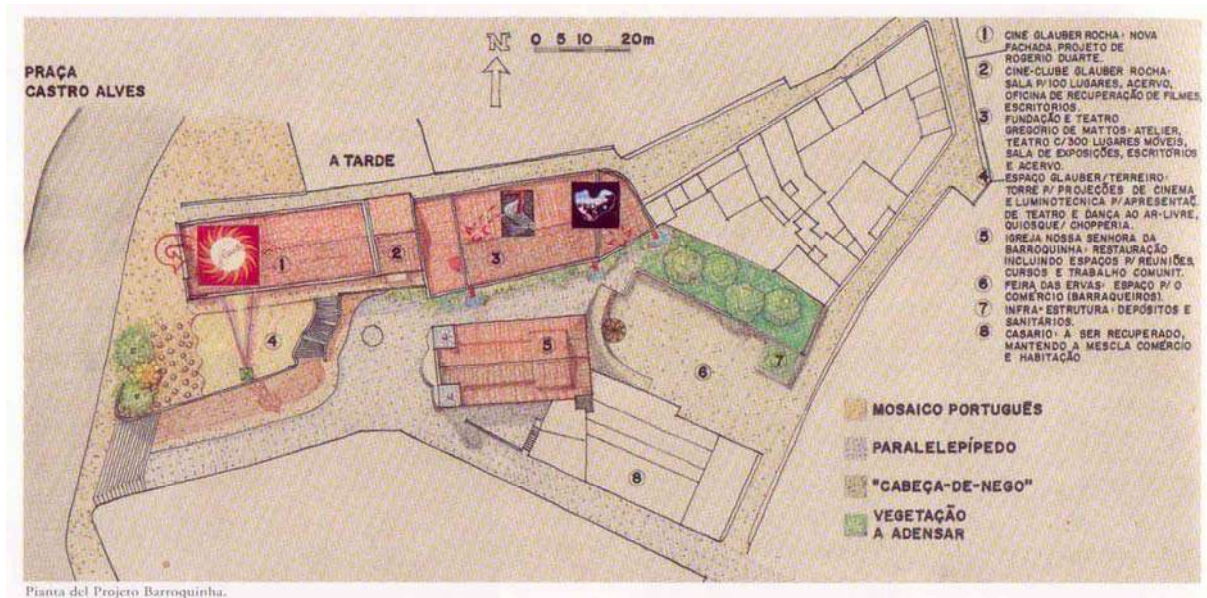 PRAÇA
CASTRO ALVES
N
0 5 10 20m
A TARDE
1
2
3
4
5
6
7
8
1 CINE GLAUBER ROCHA: NOVA
FACHADA, PROJETO DE
ROGERIO DUARTE.
2 CINE-CLUBE GLAUBER ROCHA:
SALA P/100 LUGARES, ACERVO,
OFICINA DE RECUPERAÇÃO DE FILMES,
ESCRITORIOS.
3 FUNDAÇÃO E TEATRO
GREGÓRIO DE MATTOS: ATELIER,
TEATRO C/300 LUGARES MÓVEIS,
SALA DE EXPOSIÇÕES, ESCRITÓRIOS
E ACERVO.
4 ESPAÇO GLAUBER/TERREIRO:
TORRE P/ PROJEÇÕES DE CINEMA
E LUMINOTECNICA P/APRESENTAÇ.
DE TEATRO E DANÇA AO AR-LIVRE,
QUIOSQUE/ CHOPPERIA.
5 IGREJA NOSSA SENHORA DA
BARROQUINHA: RESTAURAÇÃO
INCLUINDO ESPAÇOS P/REUNIÕES,
CURSOS E TRABALHO COMUNIT.
6 FEIRA DAS ERVAS: ESPAÇO P/ O
COMÉRCIO (BARRAQUEIROS).
7 INFRA-ESTRUTURA: DEPÓSITOS E
SANITÁRIOS.
8 CASARIO: A SER RECUPERADO,
MANTENDO A MESCLA COMÉRCIO
E HABITAÇÃO
MOSAICO PORTUGUÊS
PARALELEPÍPEDO
"CABEÇA-DE-NEGO"
VEGETAÇÃO
A ADENSAR
Pianta del Projeto Barroquinha.